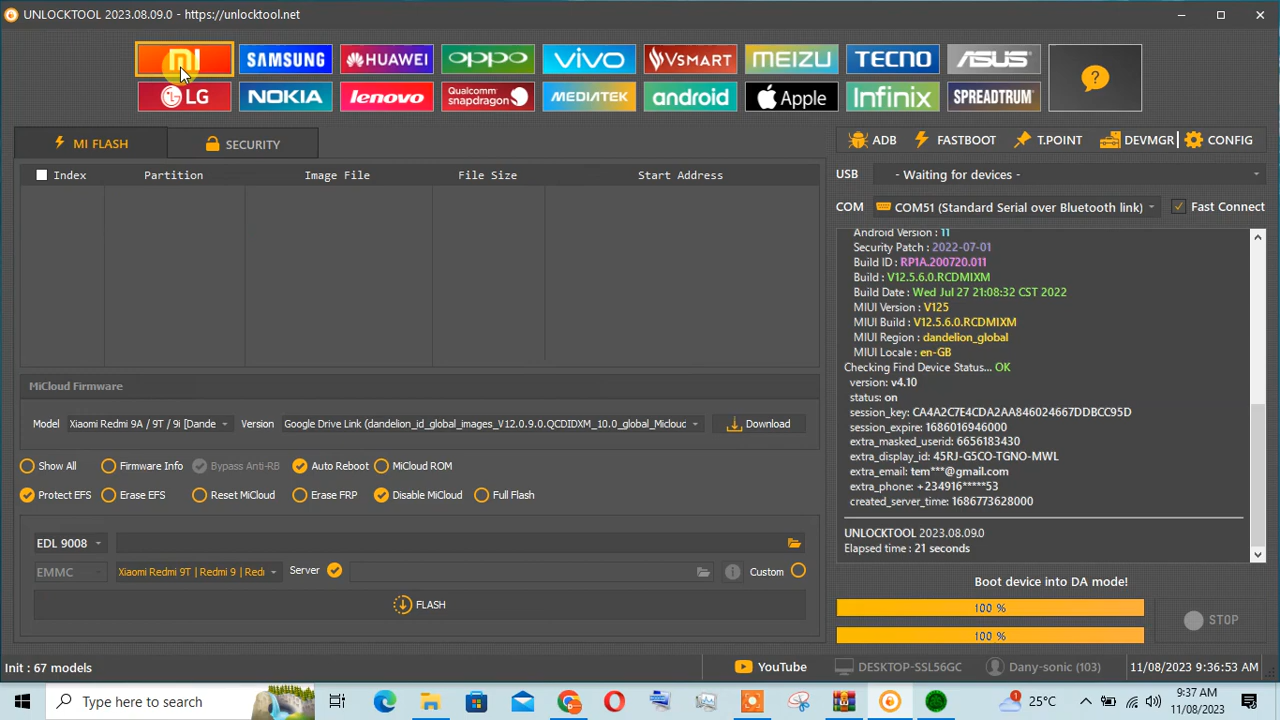 UNLOCKTOOL 2023.08.09.0 - https://unlocktool.net
MI SAMSUNG HUAWEI oppo vivo VSMART MEIZU TECNO ASUS
LG NOKIA lenovo Qualcomm snapdragon MEDIATEK android Apple Infinix SPREADTRUM ?
MI FLASH SECURITY
ADB FASTBOOT T.POINT DEVMGR CONFIG
Index Partition Image File File Size Start Address
USB - Waiting for devices -
COM COM51 (Standard Serial over Bluetooth link) Fast Connect
Android Version : 11
Security Patch : 2022-07-01
Build ID : RP1A.200720.011
Build : V12.5.6.0.RCDMIXM
Build Date : Wed Jul 27 21:08:32 CST 2022
MIUI Version : V125
MIUI Build : V12.5.6.0.RCDMIXM
MIUI Region : dandelion_global
MIUI Locale : en-GB
Checking Find Device Status... OK
version: v4.10
status: on
session_key: CA4A2C7E4CDA2AA846024667DDBCC95D
session_expire: 1686016946000
extra_masked_userid: 6656183430
extra_display_id: 45RJ-G5CO-TGNO-MWL
extra_email: tem***@gmail.com
extra_phone: +234916*****53
created_server_time: 1686773628000
UNLOCKTOOL 2023.08.09.0
Elapsed time : 21 seconds
MiCloud Firmware
Model Xiaomi Redmi 9A / 9T / 9i [Dande Version Google Drive Link (dandelion_id_global_images_V12.0.9.0.QCDIDXM_10.0_global_Micloud Download
Show All Firmware Info Bypass Anti-RB Auto Reboot MiCloud ROM
Protect EFS Erase EFS Reset MiCloud Erase FRP Disable MiCloud Full Flash
EDL 9008
EMMC Xiaomi Redmi 9T | Redmi 9 | Redi Server Custom
FLASH
Boot device into DA mode!
100 %
100 %
STOP
Init : 67 models YouTube DESKTOP-SSL56GC Dany-sonic (103) 11/08/2023 9:36:53 AM
Type here to search 1 25°C 9:37 AM
11/08/2023